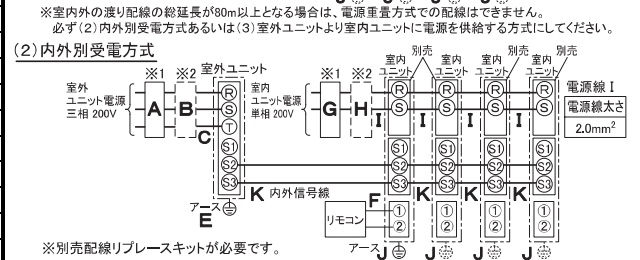 ※室内外の渡り配線の総延長が80m以上となる場合は、電源重畳方式での配線はできません。
必ず(2)内外別受電方式あるいは(3)室外ユニットより室内ユニットに電源を供給する方式にしてください。
(2)内外別受電方式
※1 ※2 室外ユニット ※1 ※2 室内ユニット 別売 室内ユニット 室内ユニット 別売 室内ユニット 別売
室外
ユニット電源
三相 200V
A B C R S T
室内
ユニット電源
単相 200V
G H
R S I R S I R S I R S I
電源線 I
電源線太さ
2.0mm²
S1 S1 S1 S1 S1
S2 S2 S2 S2 S2
S3 S3 S3 S3 S3
K 内外信号線 K K K
アース
E
F
リモコン
① ① ① ①
② ② ② ②
アース J J J J
※別売配線リプレースキットが必要です。